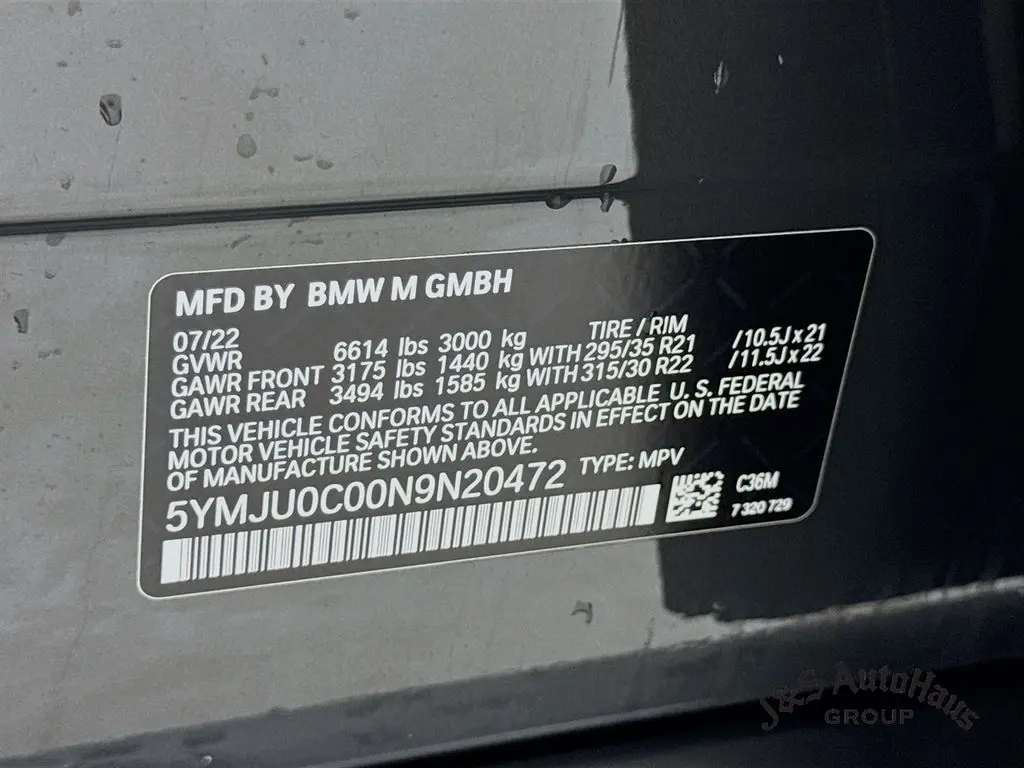 MFD BY BMW M GMBH
07/22 TIRE / RIM
GVWR 6614 lbs 3000 kg
GAWR FRONT 3175 lbs 1440 kg WITH 295/35 R21 /10.5J x 21
GAWR REAR 3494 lbs 1585 kg WITH 315/30 R22 /11.5J x 22
THIS VEHICLE CONFORMS TO ALL APPLICABLE U. S. FEDERAL
MOTOR VEHICLE SAFETY STANDARDS IN EFFECT ON THE DATE
OF MANUFACTURE SHOWN ABOVE.
5YMJU0C00N9N20472 TYPE: MPV
C36M
7 320 729
J&S AutoHaus
GROUP